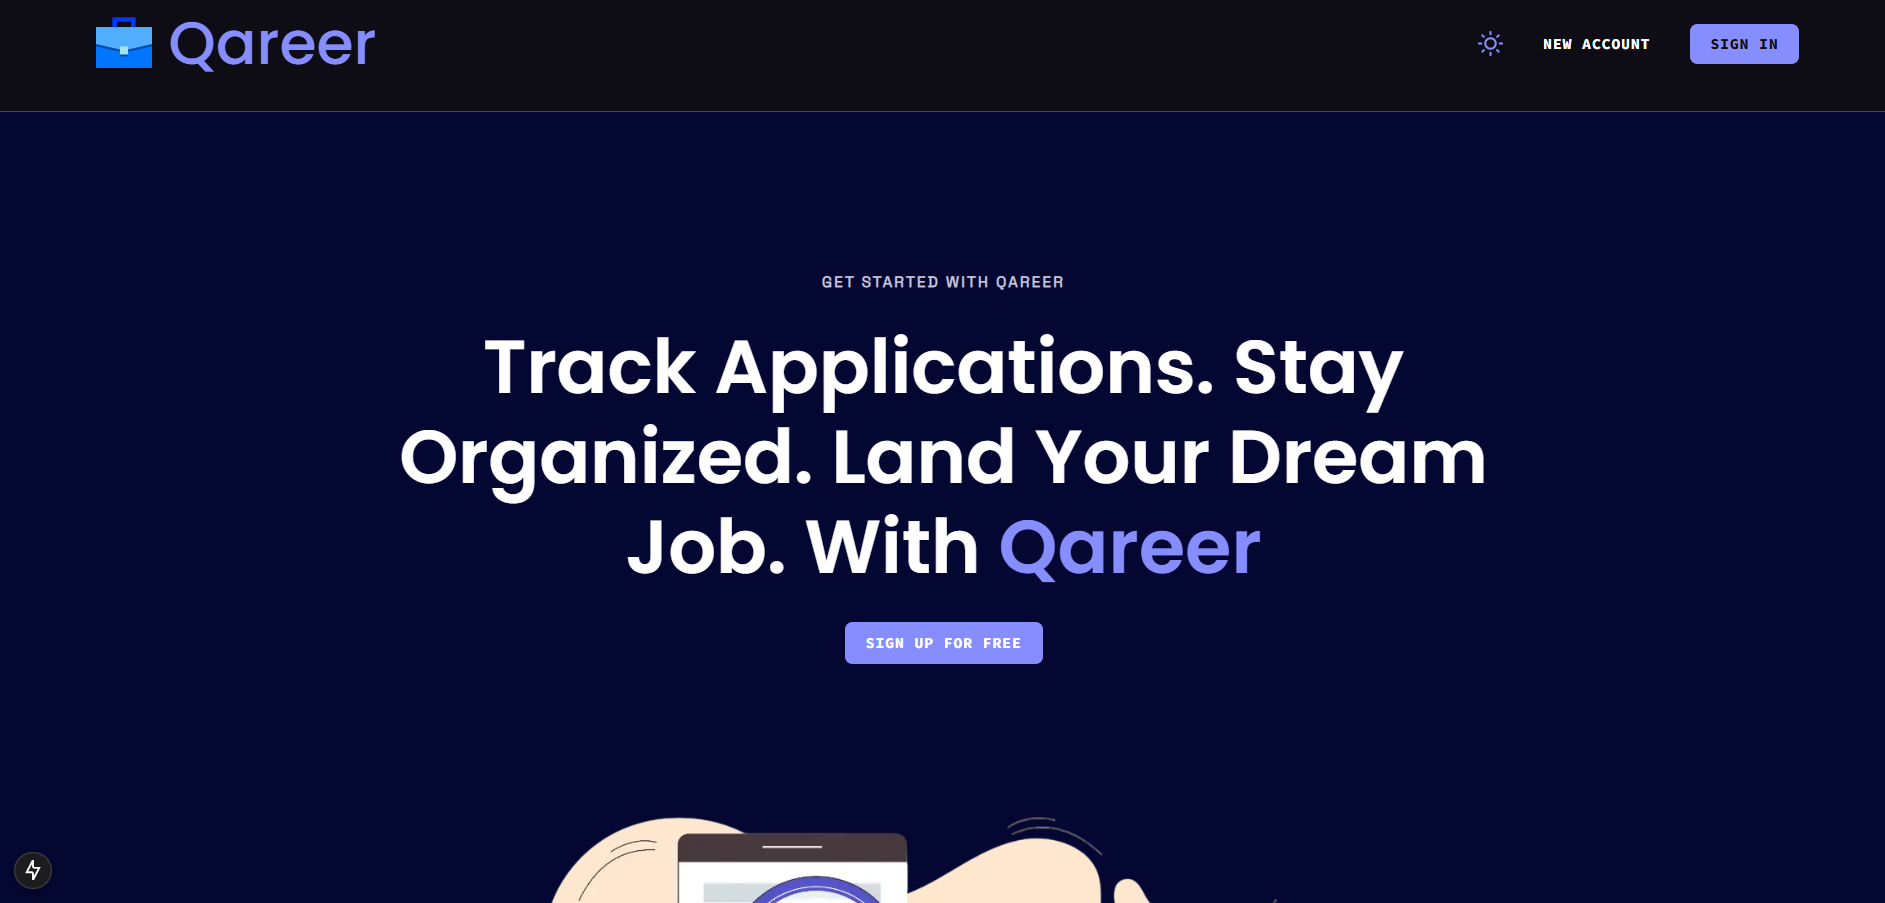 Qareer
NEW ACCOUNT
SIGN IN
GET STARTED WITH QAREER
Track Applications. Stay
Organized. Land Your Dream
Job. With Qareer
SIGN UP FOR FREE